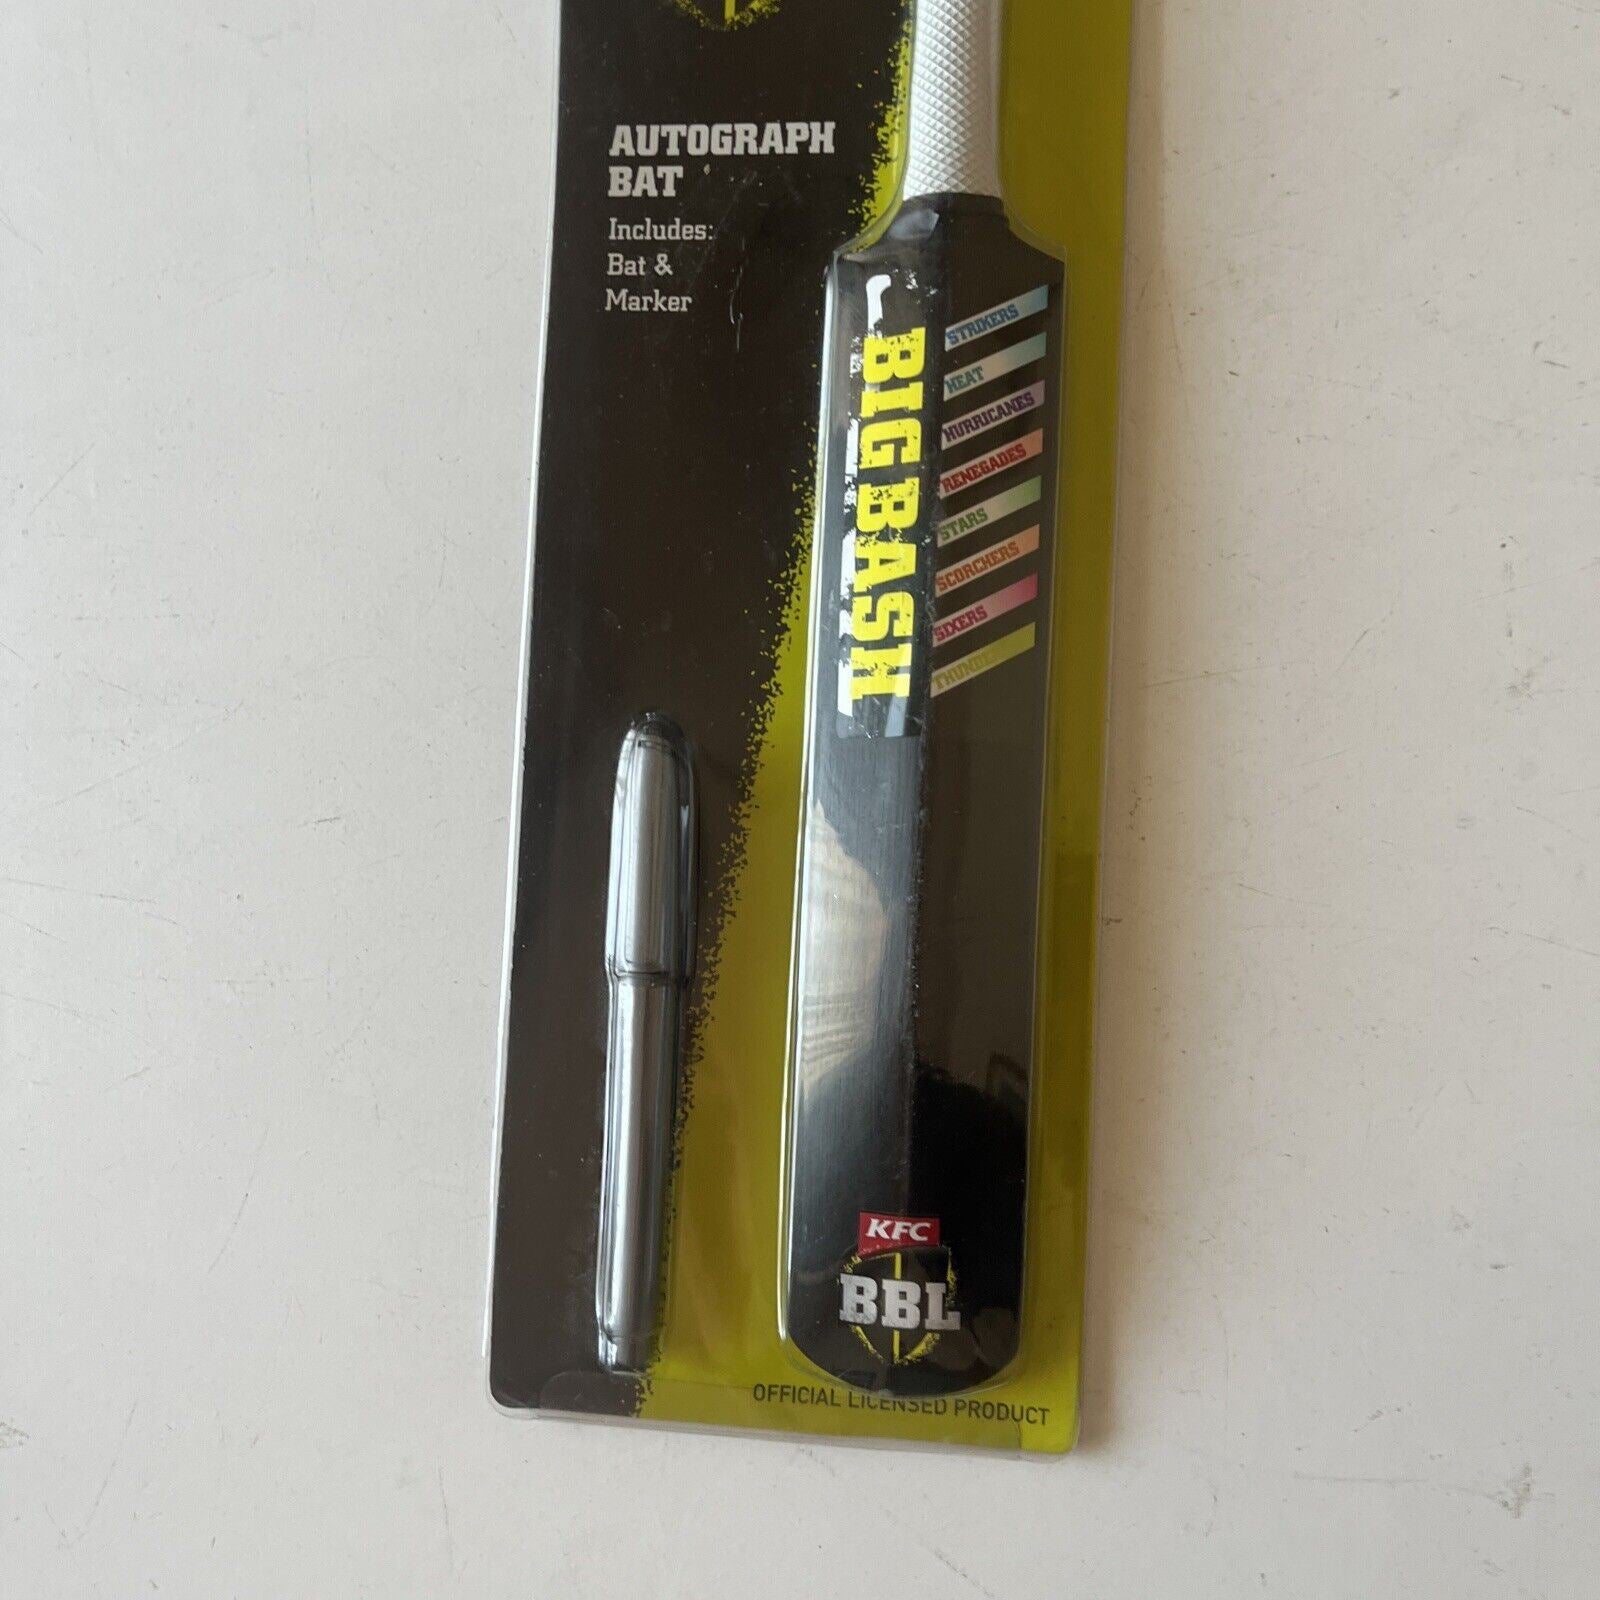 AUTOGRAPH
BAT
Includes:
Bat &
Marker
BIG BASH
STRIKERS
HEAT
HURRICANES
RENEGADES
STARS
SCORCHERS
SIXERS
KFC
BBL
OFFICIAL LICENSED PRODUCT